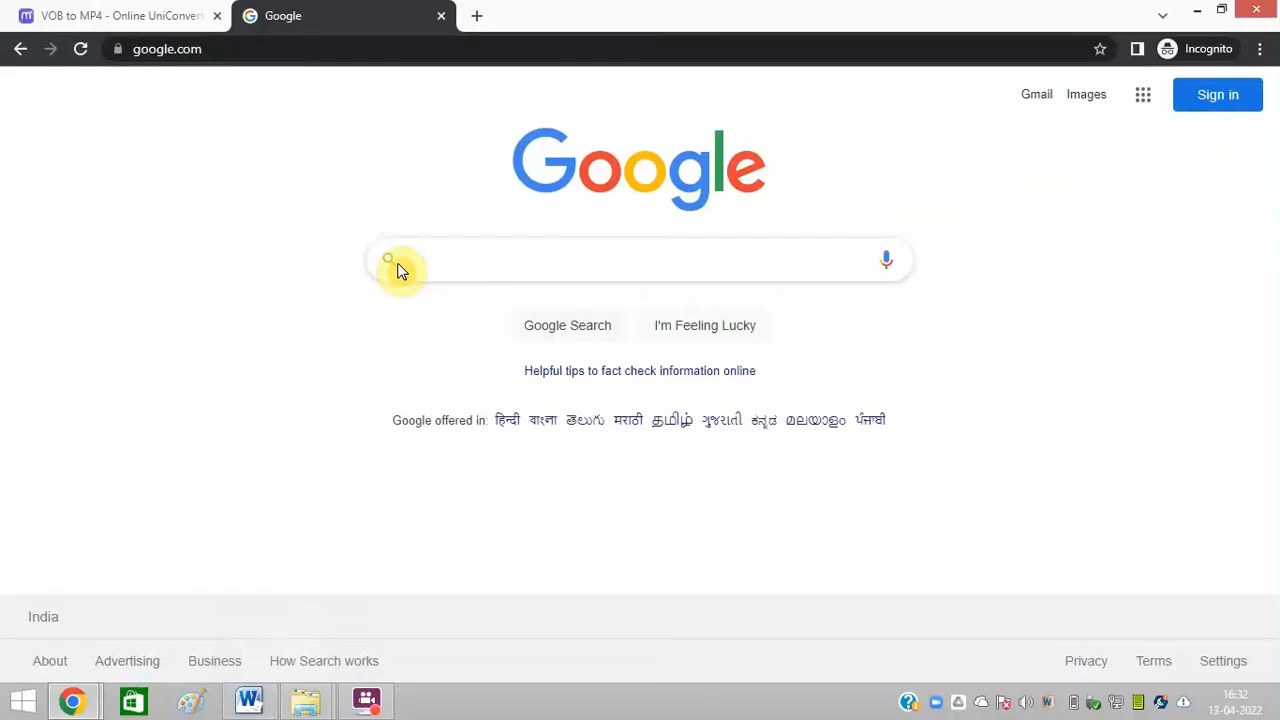 VOB to MP4 - Online UniConvert
Google
google.com
Incognito
Gmail Images Sign in
Google
Google Search I'm Feeling Lucky
Helpful tips to fact check information online
Google offered in: हिन्दी বাংলা తెలుగు मराठी தமிழ் ગુજરાતી ಕನ್ನಡ മലയാളം ਪੰਜਾਬੀ
India
About Advertising Business How Search works Privacy Terms Settings
16:32
13-04-2022